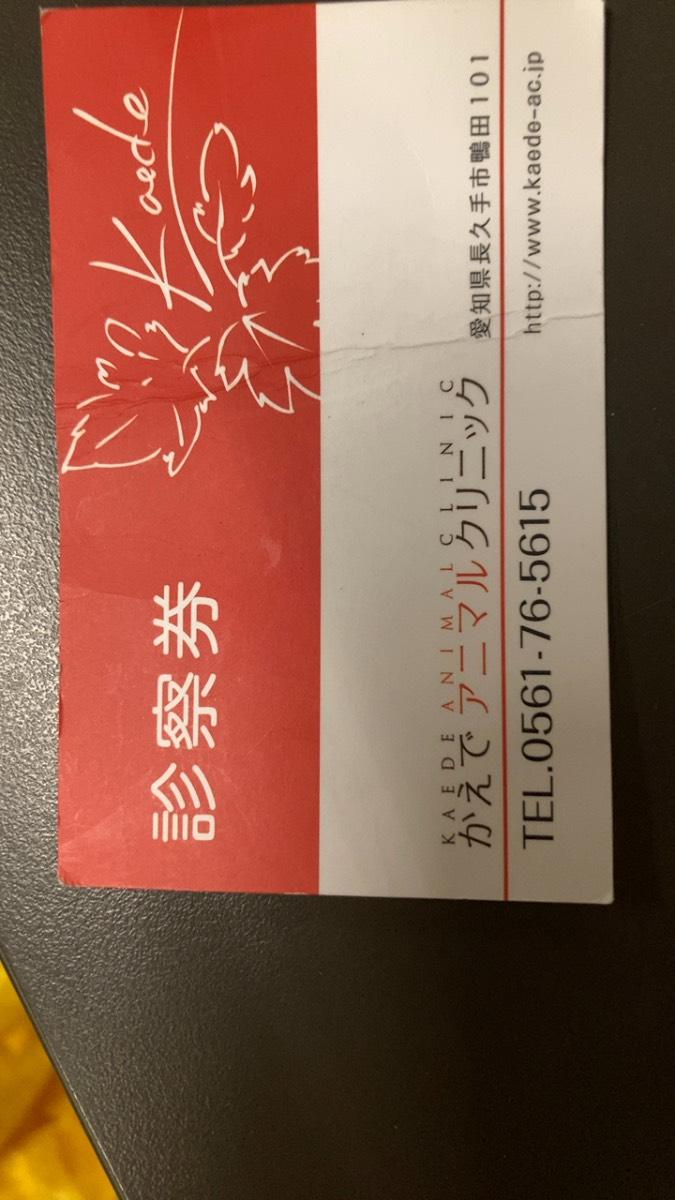 Kaede
診察券
KAEDE ANIMAL CLINIC
かえでアニマルクリニック 愛知県長久手市鴨田101
TEL.0561-76-5615 http://www.kaede-ac.jp